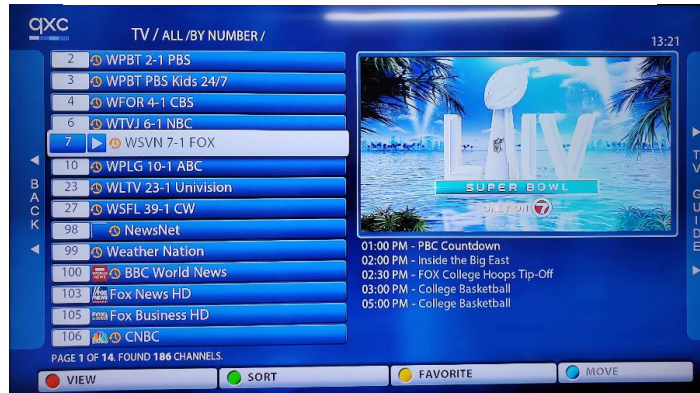 qxc
TV / ALL /BY NUMBER /
13:21
2 WPBT 2-1 PBS
3 WPBT PBS Kids 24/7
4 WFOR 4-1 CBS
6 WTVJ 6-1 NBC
7 WSVN 7-1 FOX
10 WPLG 10-1 ABC
23 WLTV 23-1 Univision
27 WSFL 39-1 CW
98 NewsNet
99 Weather Nation
100 BBC World News
103 Fox News HD
105 Fox Business HD
106 CNBC
PAGE 1 OF 14. FOUND 186 CHANNELS.
BACK
LIV
SUPER BOWL
ONLY ON 7
01:00 PM - PBC Countdown
02:00 PM - Inside the Big East
02:30 PM - FOX College Hoops Tip-Off
03:00 PM - College Basketball
05:00 PM - College Basketball
TV GUIDE
VIEW
SORT
FAVORITE
MOVE